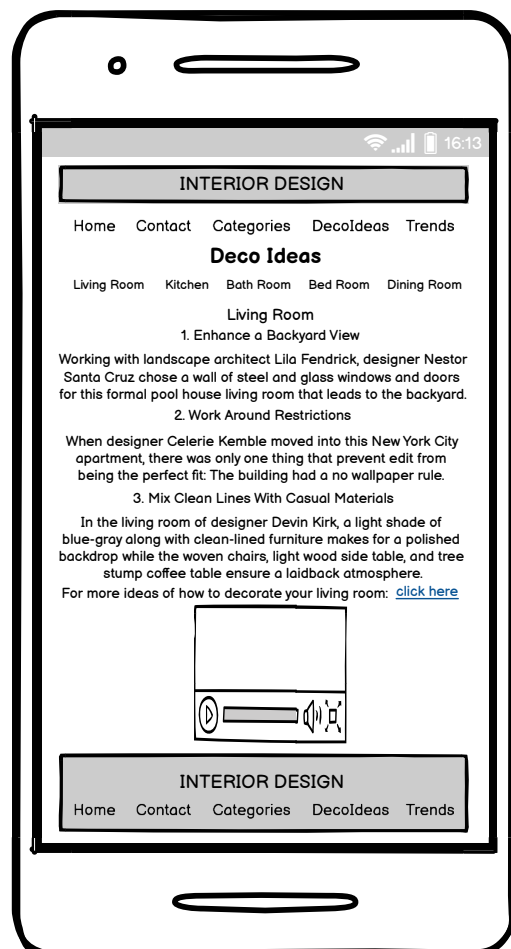 16:13
INTERIOR DESIGN
Home Contact Categories DecoIdeas Trends
Deco Ideas
Living Room Kitchen Bath Room Bed Room Dining Room
Living Room
1. Enhance a Backyard View
Working with landscape architect Lila Fendrick, designer Nestor
Santa Cruz chose a wall of steel and glass windows and doors
for this formal pool house living room that leads to the backyard.
2. Work Around Restrictions
When designer Celerie Kemble moved into this New York City
apartment, there was only one thing that prevent edit from
being the perfect fit: The building had a no wallpaper rule.
3. Mix Clean Lines With Casual Materials
In the living room of designer Devin Kirk, a light shade of
blue-gray along with clean-lined furniture makes for a polished
backdrop while the woven chairs, light wood side table, and tree
stump coffee table ensure a laidback atmosphere.
For more ideas of how to decorate your living room: click here
INTERIOR DESIGN
Home Contact Categories DecoIdeas Trends